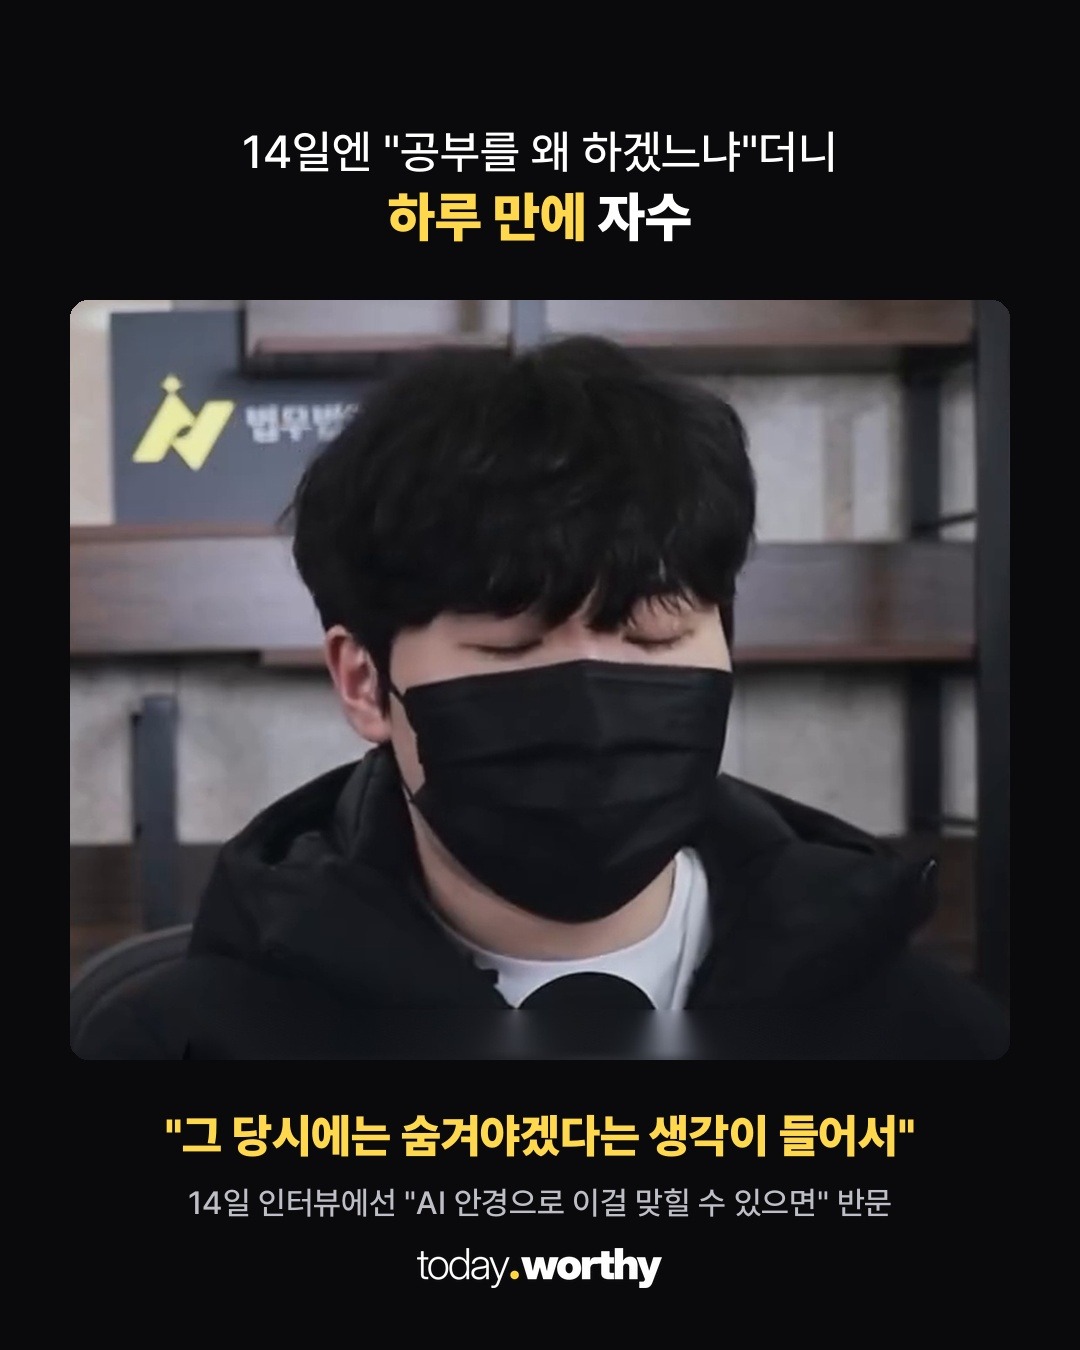 14일엔 "공부를 왜 하겠느냐"더니
하루 만에 자수
법무법
"그 당시에는 숨겨야겠다는 생각이 들어서"
14일 인터뷰에선 "AI 안경으로 이걸 맞힐 수 있으면" 반문
today.worthy